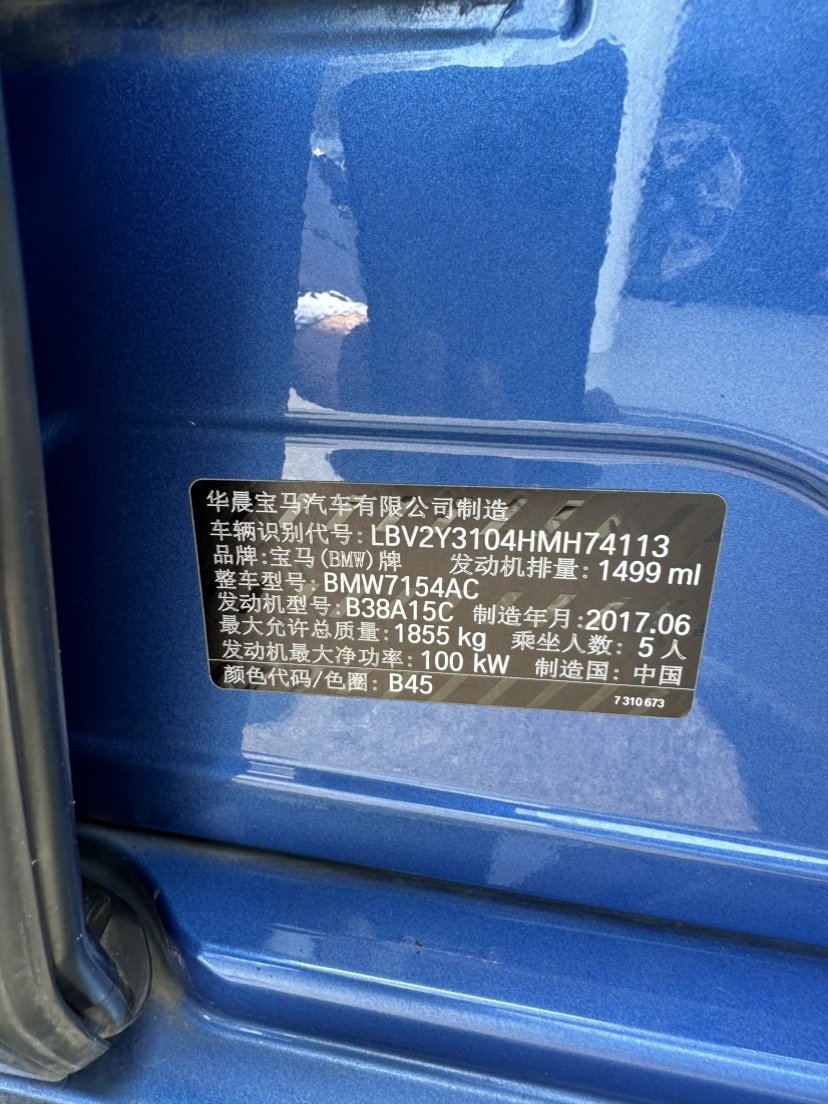 华晨宝马汽车有限公司制造
车辆识别代号: LBV2Y3104HMH74113
品牌: 宝马(BMW)牌 发动机排量: 1499 ml
整车型号: BMW7154AC
发动机型号: B38A15C 制造年月: 2017.06
最大允许总质量: 1855 kg 乘坐人数: 5 人
发动机最大净功率: 100 kW 制造国: 中国
颜色代码/色圈: B45
7 310 673